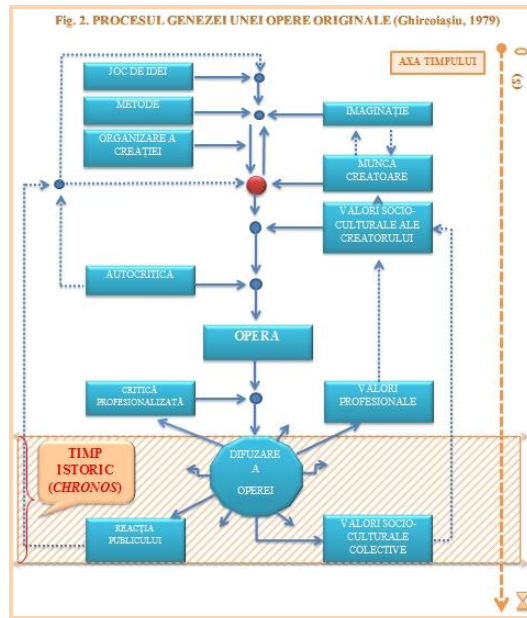 Fig. 2. PROCESUL GENEZEI UNEI OPERE ORIGINALE (Ghircoiașiu, 1979)
AXA TIMPULUI
(s)
JOC DE IDEI
METODE
ORGANIZARE A
CREAȚIEI
IMAGINAȚIE
MUNCA
CREATOARE
VALORI SOCIO-
CULTURALE ALE
CREATORULUI
AUTOCRITICA
OPERA
CRITICĂ
PROFESIONALIZATĂ
VALORI
PROFESIONALE
TIMP
ISTORIC
(CHRONOS)
DIFUZARE
A
OPEREI
REACȚIA
PUBLICULUI
VALORI SOCIO-
CULTURALE
COLECTIVE